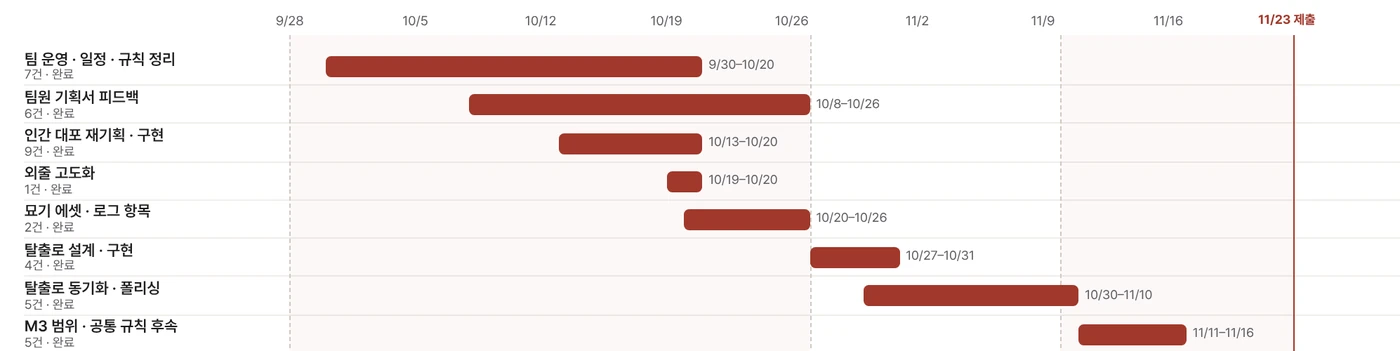 9/28 10/5 10/12 10/19 10/26 11/2 11/9 11/16 11/23 제출
팀 운영 · 일정 · 규칙 정리
7건 · 완료
9/30–10/20
팀원 기획서 피드백
6건 · 완료
10/8–10/26
인간 대포 재기획 · 구현
9건 · 완료
10/13–10/20
외줄 고도화
1건 · 완료
10/19–10/20
묘기 에셋 · 로그 항목
2건 · 완료
10/20–10/26
탈출로 설계 · 구현
4건 · 완료
10/27–10/31
탈출로 동기화 · 폴리싱
5건 · 완료
10/30–11/10
M3 범위 · 공통 규칙 후속
5건 · 완료
11/11–11/16